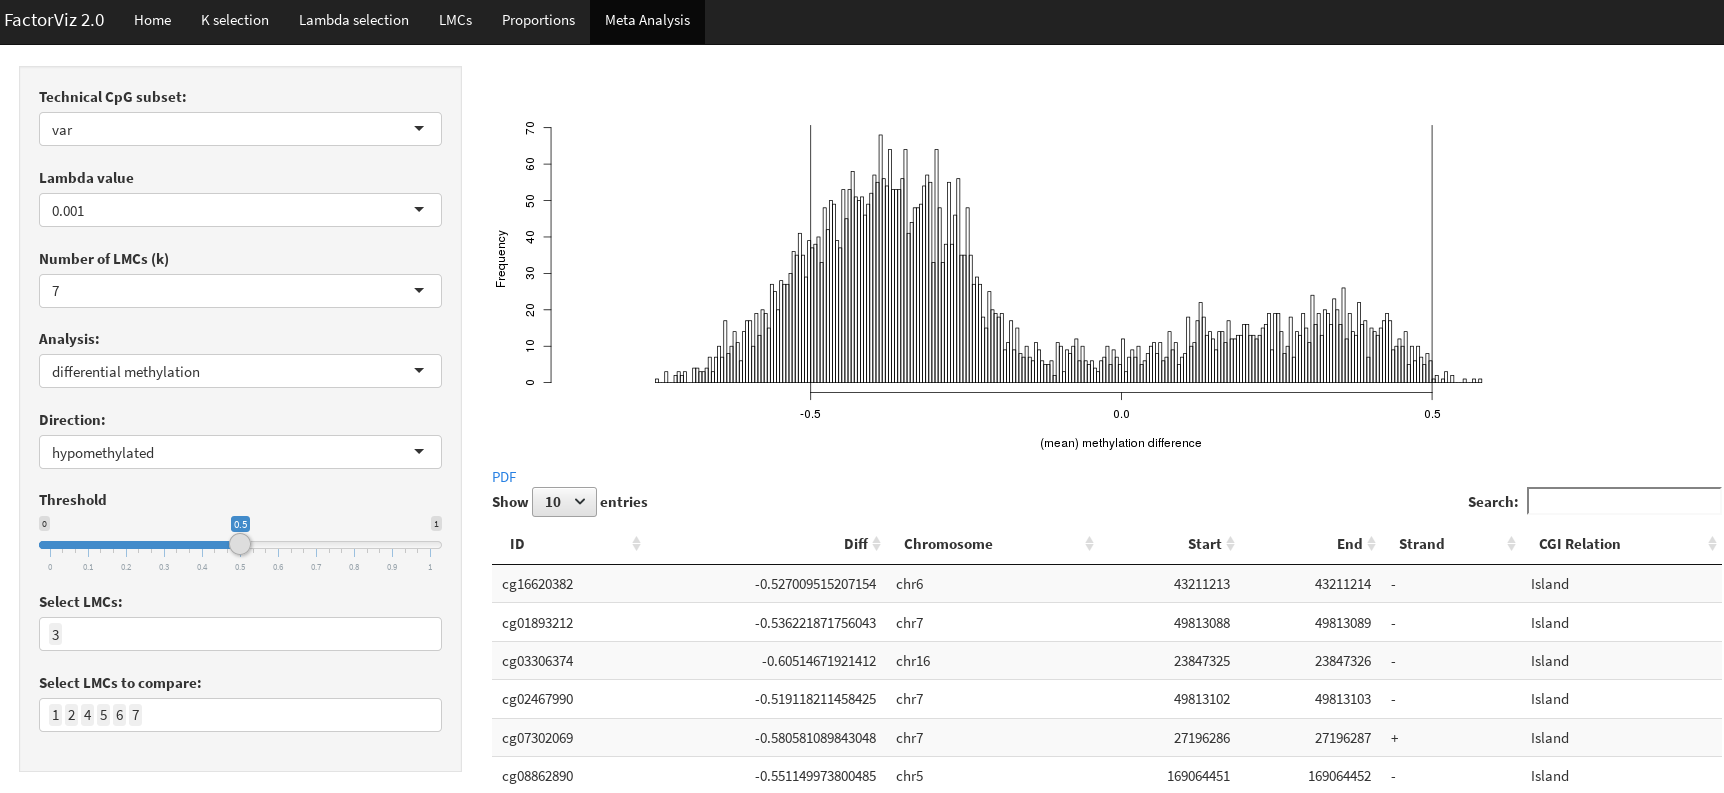 FactorViz 2.0 Home K selection Lambda selection LMCs Proportions Meta Analysis
Technical CpG subset:
var
Lambda value
0.001
Number of LMCs (k)
7
Analysis:
differential methylation
Direction:
hypomethylated
Threshold
0 0.5 1
0 0.1 0.2 0.3 0.4 0.5 0.6 0.7 0.8 0.9 1
Select LMCs:
3
Select LMCs to compare:
1 2 4 5 6 7
Frequency
70
60
50
40
30
20
10
0
-0.5 0.0 0.5
(mean) methylation difference
PDF
Show 10 entries Search:
ID Diff Chromosome Start End Strand CGI Relation
cg16620382 -0.527009515207154 chr6 43211213 43211214 - Island
cg01893212 -0.536221871756043 chr7 49813088 49813089 - Island
cg03306374 -0.60514671921412 chr16 23847325 23847326 - Island
cg02467990 -0.519118211458425 chr7 49813102 49813103 - Island
cg07302069 -0.580581089843048 chr7 27196286 27196287 + Island
cg08862890 -0.551149973800485 chr5 169064451 169064452 - Island